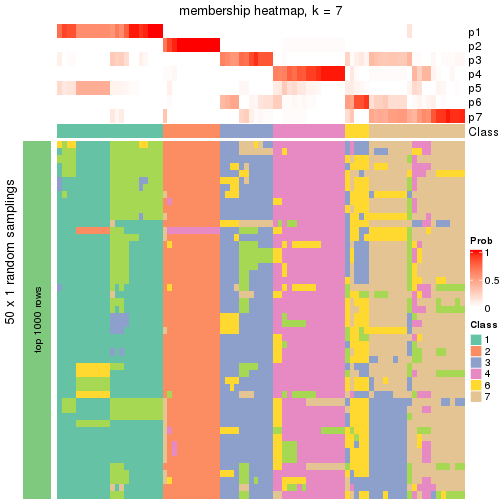 membership heatmap, k = 7
p1
p2
p3
p4
p5
p6
p7
Class
50 x 1 random samplings
top 1000 rows
Prob
1
0.5
0
Class
1
2
3
4
6
7